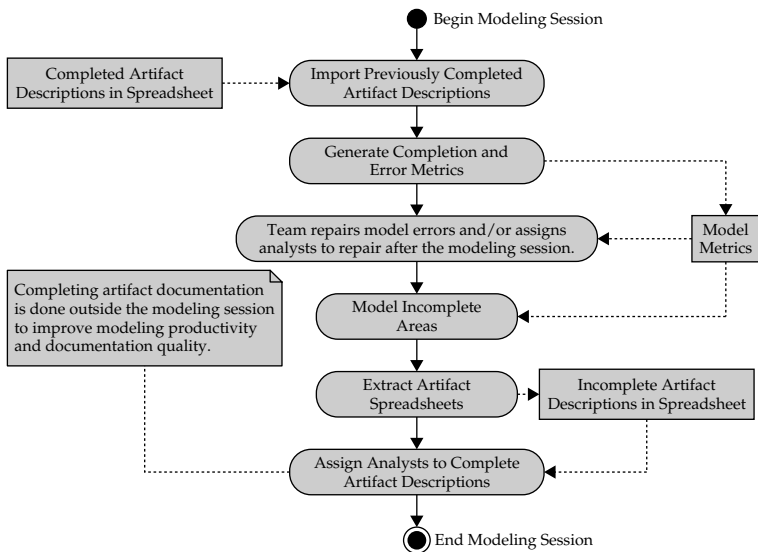 Begin Modeling Session
Completed Artifact
Descriptions in Spreadsheet
Import Previously Completed
Artifact Descriptions
Generate Completion and
Error Metrics
Team repairs model errors and/or assigns
analysts to repair after the modeling session.
Model
Metrics
Completing artifact documentation
is done outside the modeling session
to improve modeling productivity
and documentation quality.
Model Incomplete
Areas
Extract Artifact
Spreadsheets
Incomplete Artifact
Descriptions in Spreadsheet
Assign Analysts to Complete
Artifact Descriptions
End Modeling Session